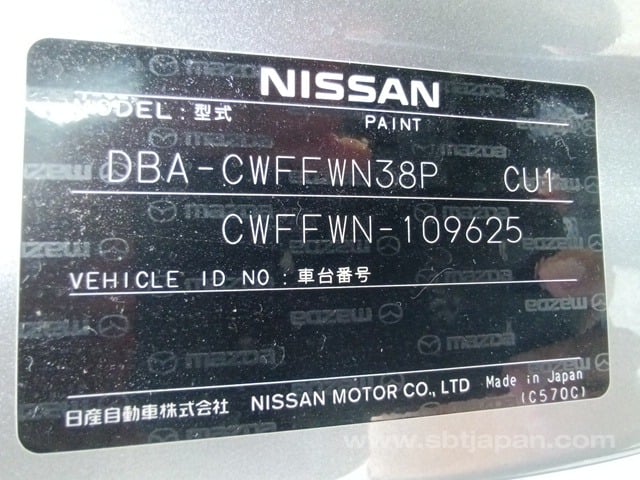 NISSAN
MODEL : 型式 PAINT
DBA-CWFFWN38P CU1
CWFFWN-109625
VEHICLE ID NO : 車台番号
日産自動車株式会社 NISSAN MOTOR CO., LTD Made in Japan
(C570C)
www.sbtjapan.com
mazda